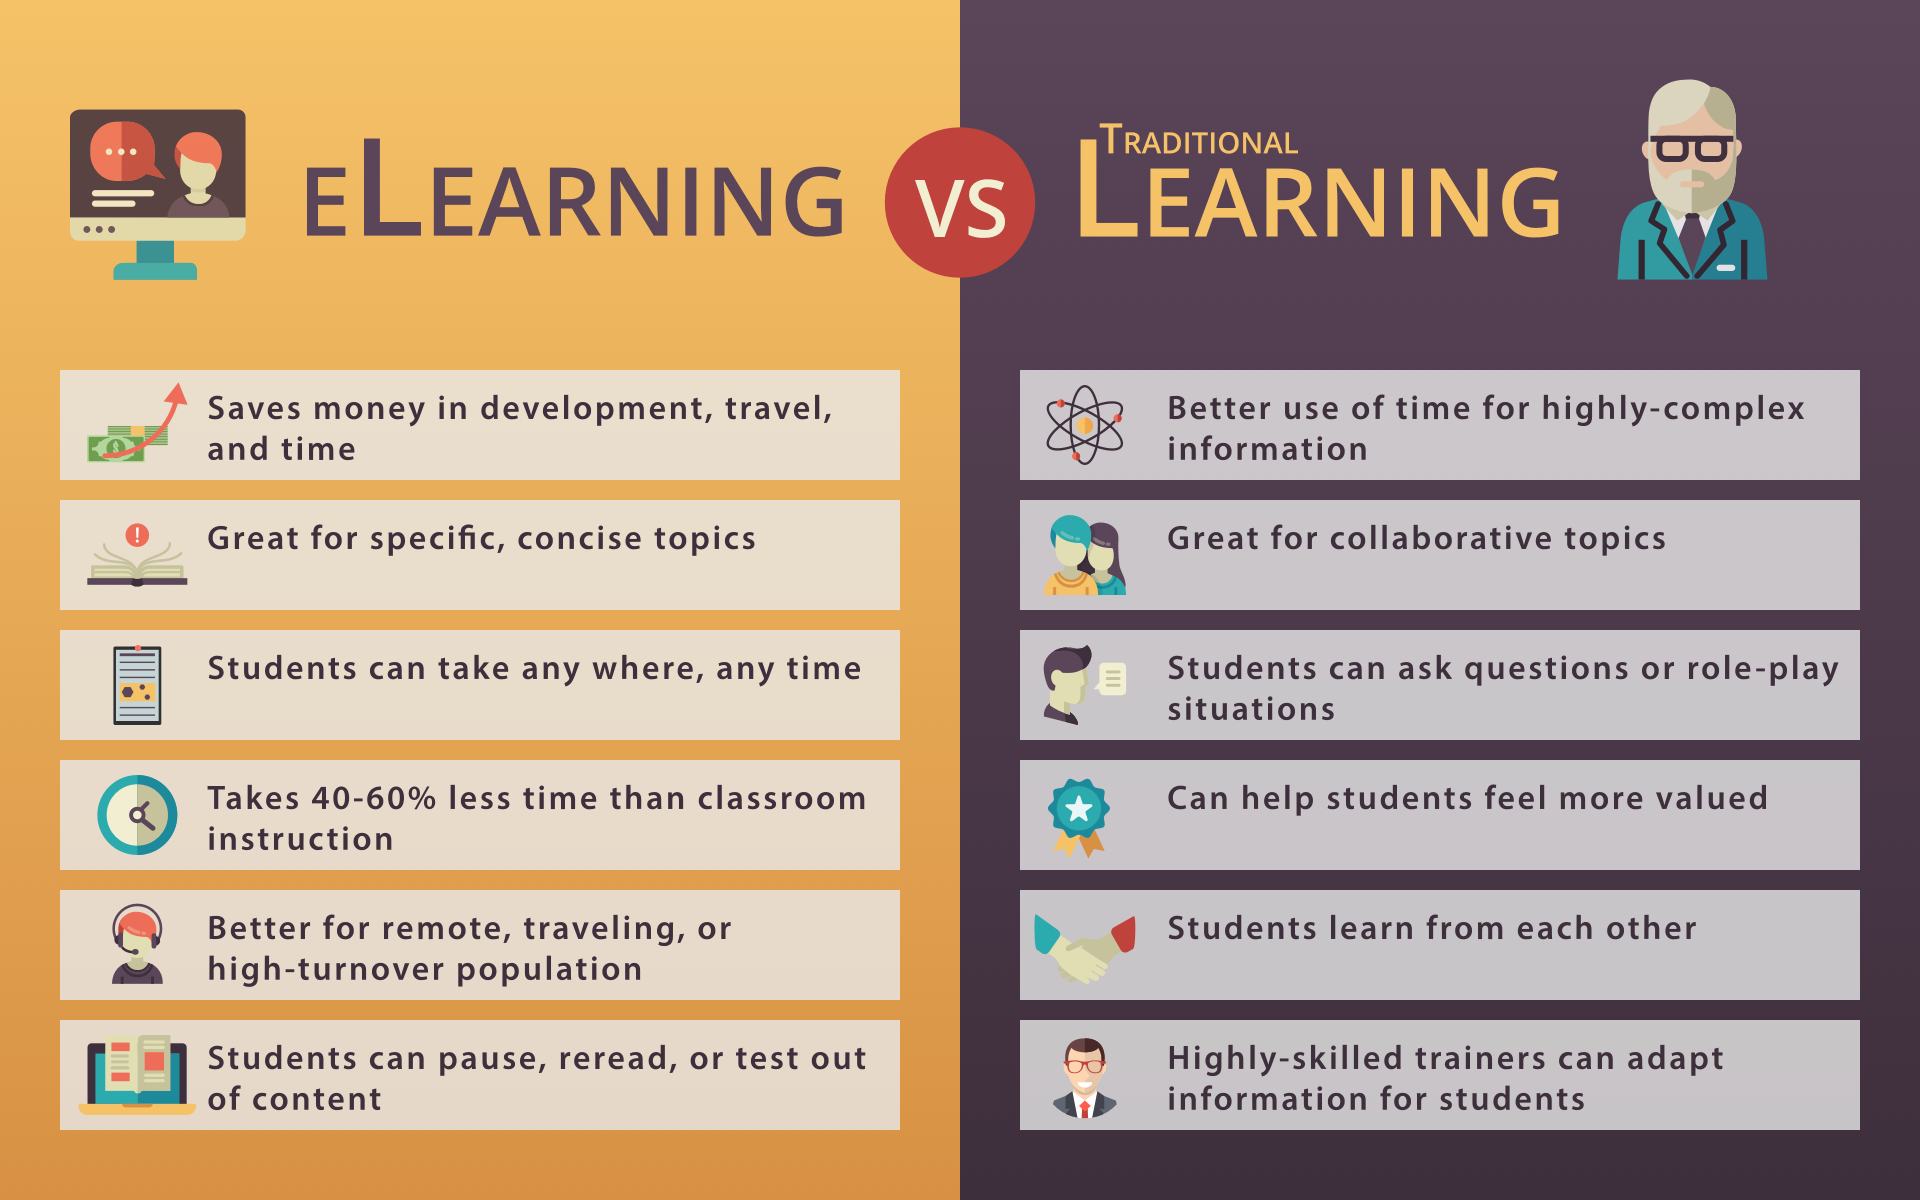 eLearning
VS
Traditional
Learning
Saves money in development, travel,
and time
Great for specific, concise topics
Students can take any where, any time
Takes 40-60% less time than classroom
instruction
Better for remote, traveling, or
high-turnover population
Students can pause, reread, or test out
of content
Better use of time for highly-complex
information
Great for collaborative topics
Students can ask questions or role-play
situations
Can help students feel more valued
Students learn from each other
Highly-skilled trainers can adapt
information for students